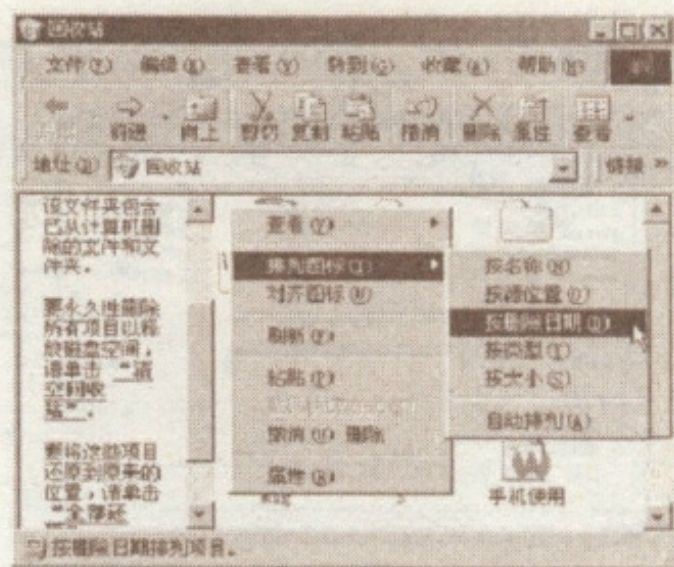 回收站
文件(F) 编辑(E) 查看(V) 转到(G) 收藏(A) 帮助(H)
前进 向上 剪切 复制 粘贴 撤消 删除 属性 查看
地址(D) 回收站 链接 »
该文件夹包含
已从计算机删
除的文件和文
件夹。
要永久性删除
所有项目以释
放磁盘空间，
请单击 "清
空回收
站"。
要将这些项目
还原到原来的
位置，请单击
"全部还
查看(V)
排列图标(I)
对齐图标(U)
刷新(E)
粘贴(P)
撤消(U) 删除
属性(R)
按名称(N)
按源位置(O)
按删除日期(D)
按类型(T)
按大小(S)
自动排列(A)
手机使用
按删除日期排列项目。